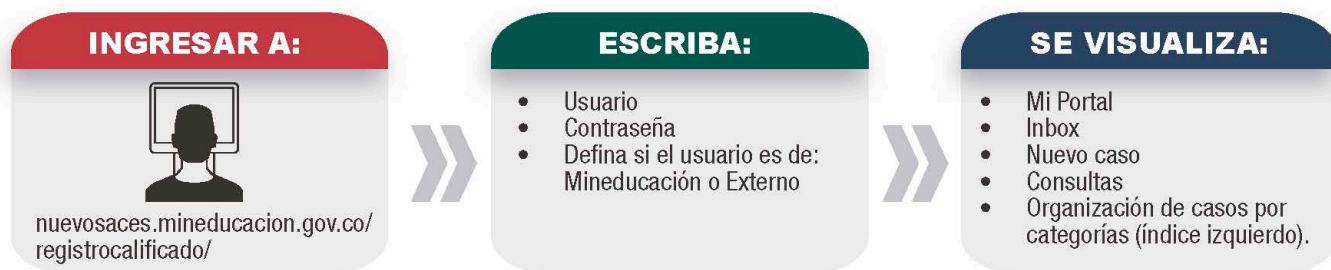 INGRESAR A:
nuevosaces.mineducacion.gov.co/
registrocalificado/
ESCRIBA:
• Usuario
• Contraseña
• Defina si el usuario es de:
Mineducación o Externo
SE VISUALIZA:
• Mi Portal
• Inbox
• Nuevo caso
• Consultas
• Organización de casos por
categorías (índice izquierdo).